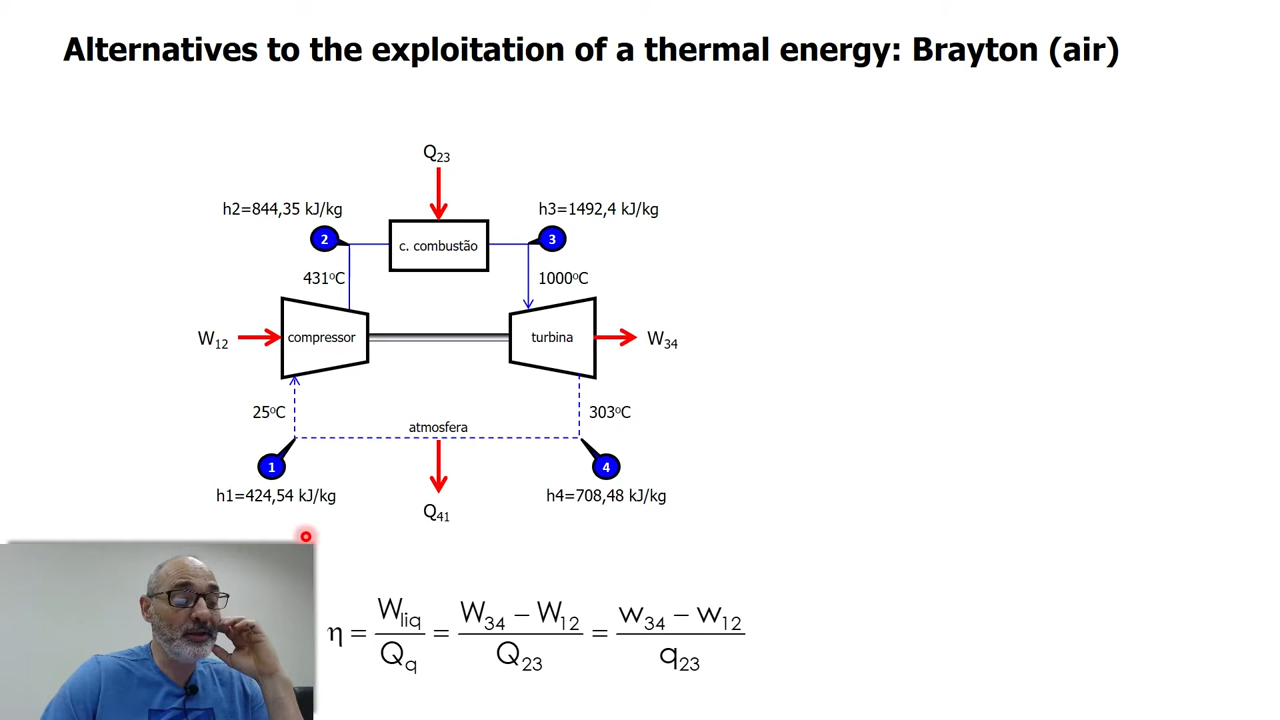 Alternatives to the exploitation of a thermal energy: Brayton (air)
Q23
h2=844,35 kJ/kg
h3=1492,4 kJ/kg
2
c. combustão
3
431ºC
1000ºC
W12
compressor
turbina
W34
25ºC
303ºC
atmosfera
1
4
h1=424,54 kJ/kg
h4=708,48 kJ/kg
Q41
η = Wliq / Qq = (W34 − W12) / Q23 = (w34 − w12) / q23